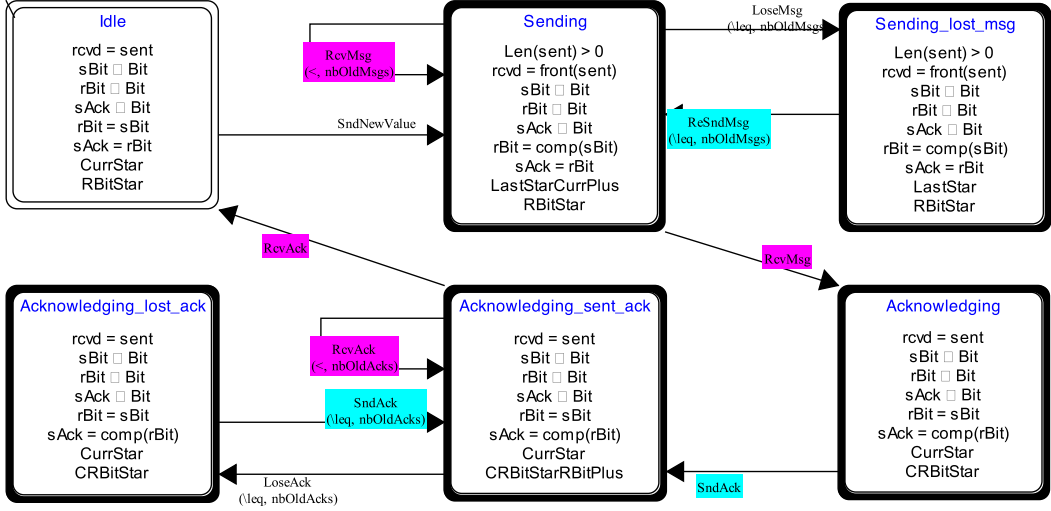 Idle
rcvd = sent
sBit □ Bit
rBit □ Bit
sAck □ Bit
rBit = sBit
sAck = rBit
CurrStar
RBitStar
RcvMsg
(<, nbOldMsgs)
SndNewValue
Sending
Len(sent) > 0
rcvd = front(sent)
sBit □ Bit
rBit □ Bit
sAck □ Bit
rBit = comp(sBit)
sAck = rBit
LastStarCurrPlus
RBitStar
LoseMsg
(\leq, nbOldMsgs
ReSndMsg
(\leq, nbOldMsgs)
Sending_lost_msg
Len(sent) > 0
rcvd = front(sent)
sBit □ Bit
rBit □ Bit
sAck □ Bit
rBit = comp(sBit)
sAck = rBit
LastStar
RBitStar
RcvAck
RcvMsg
Acknowledging_lost_ack
rcvd = sent
sBit □ Bit
rBit □ Bit
sAck □ Bit
rBit = sBit
sAck = comp(rBit)
CurrStar
CRBitStar
RcvAck
(<, nbOldAcks)
SndAck
(\leq, nbOldAcks)
LoseAck
(\leq, nbOldAcks)
Acknowledging_sent_ack
rcvd = sent
sBit □ Bit
rBit □ Bit
sAck □ Bit
rBit = sBit
sAck = comp(rBit)
CurrStar
CRBitStarRBitPlus
SndAck
Acknowledging
rcvd = sent
sBit □ Bit
rBit □ Bit
sAck □ Bit
rBit = sBit
sAck = comp(rBit)
CurrStar
CRBitStar